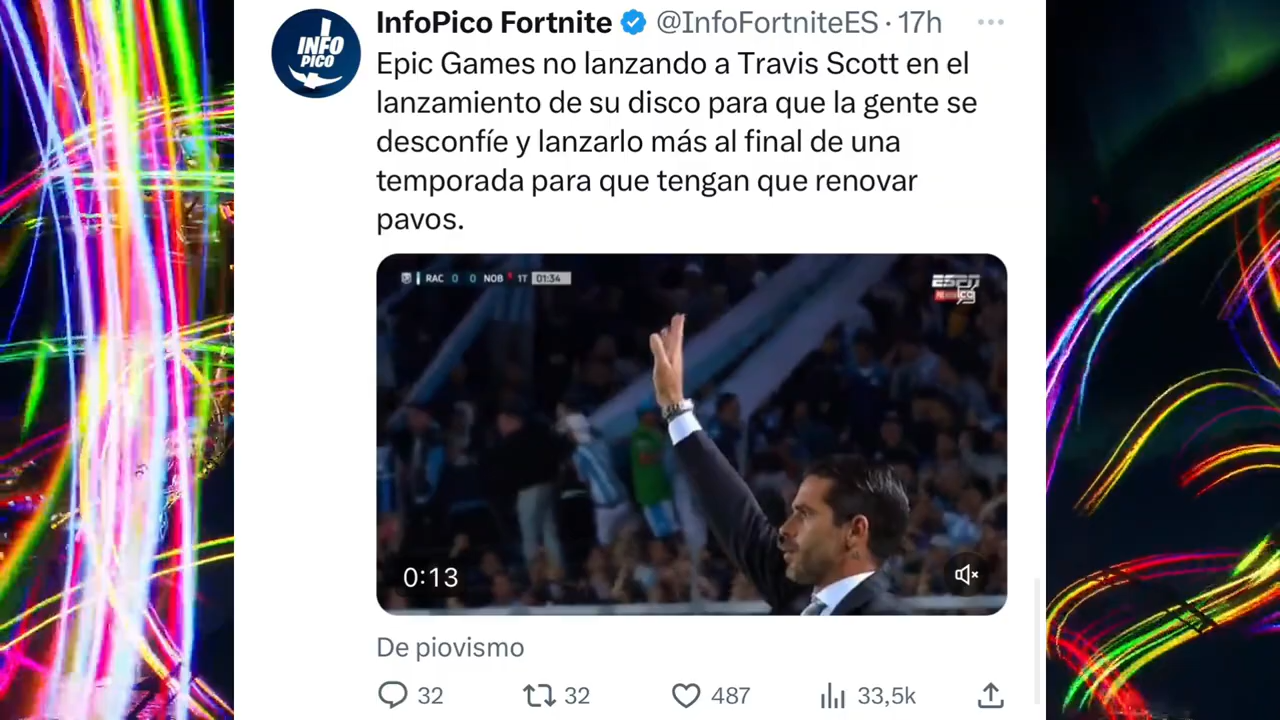 INFO
PICO
InfoPico Fortnite @InfoFortniteES · 17h
Epic Games no lanzando a Travis Scott en el
lanzamiento de su disco para que la gente se
desconfíe y lanzarlo más al final de una
temporada para que tengan que renovar
pavos.
RAC 0 0 NOB 1T 01:34
ESPN
0:13
De piovismo
32 32 487 33,5k